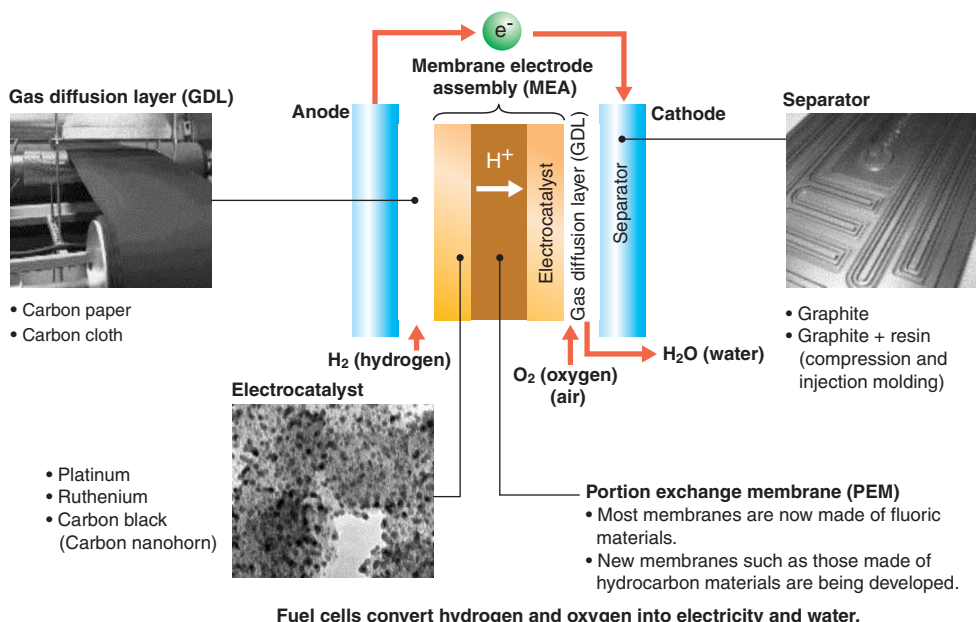 e-
Membrane electrode
assembly (MEA)
Gas diffusion layer (GDL)
Anode
Cathode
Separator
H+
Electrocatalyst
Gas diffusion layer (GDL)
Separator
• Carbon paper
• Carbon cloth
• Graphite
• Graphite + resin
(compression and
injection molding)
H2 (hydrogen)
O2 (oxygen)
(air)
H2O (water)
Electrocatalyst
• Platinum
• Ruthenium
• Carbon black
(Carbon nanohorn)
Portion exchange membrane (PEM)
• Most membranes are now made of fluoric
materials.
• New membranes such as those made of
hydrocarbon materials are being developed.
Fuel cells convert hydrogen and oxygen into electricity and water.